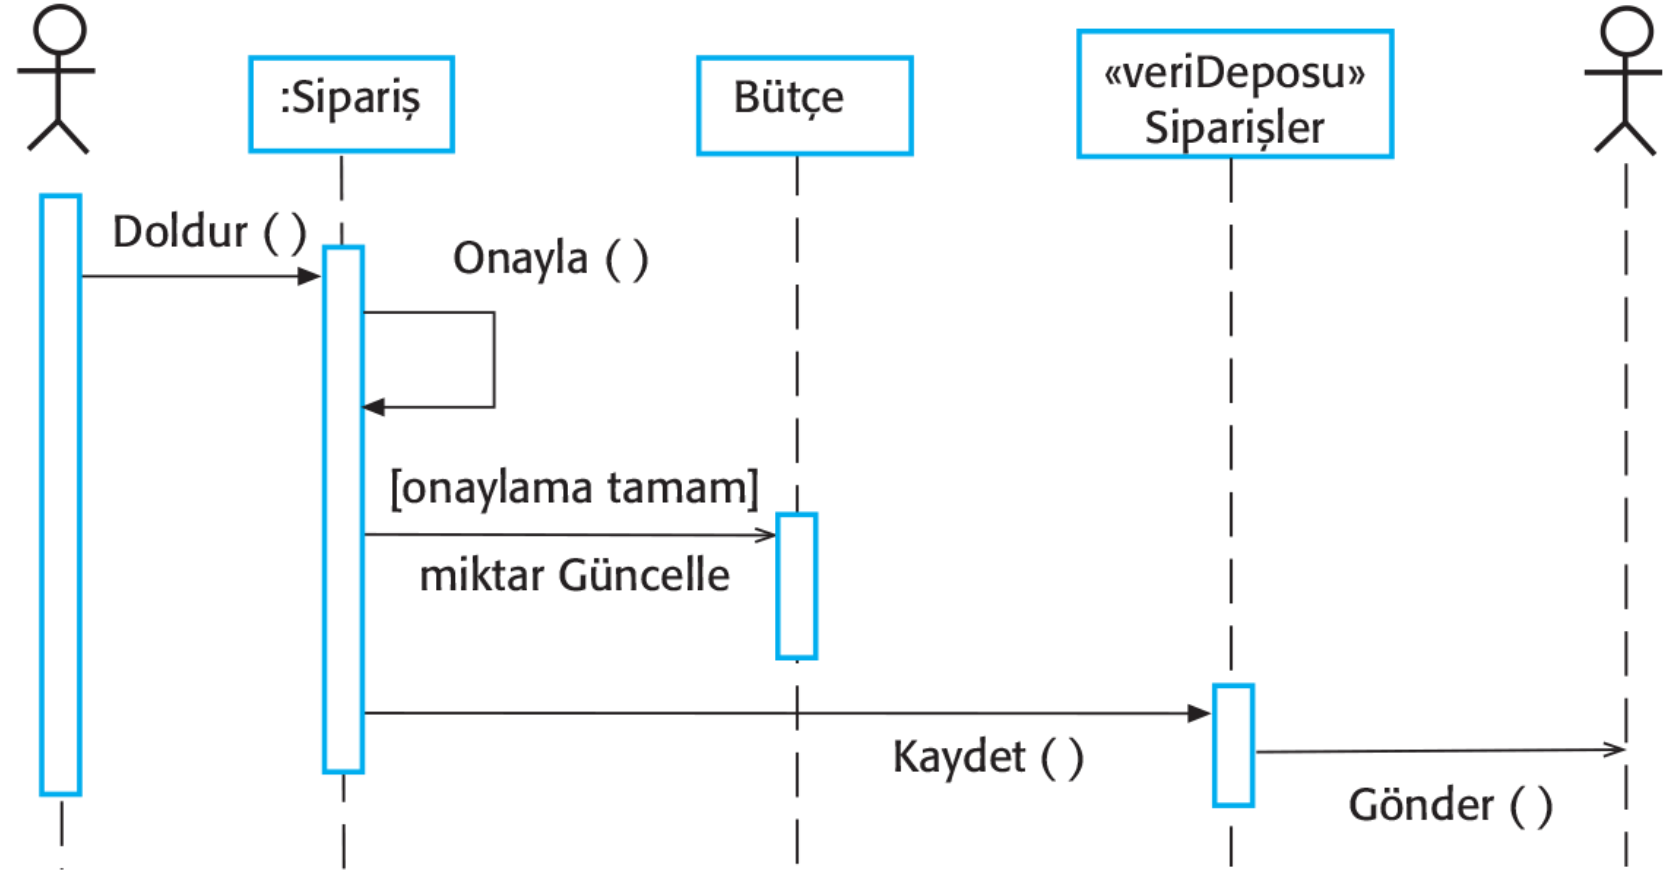 :Sipariş
Bütçe
«veriDeposu»
Siparişler
Doldur ( )
Onayla ( )
[onaylama tamam]
miktar Güncelle
Kaydet ( )
Gönder ( )